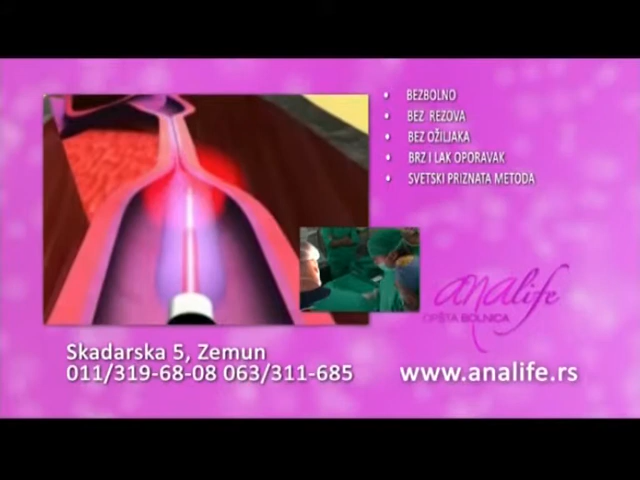 • BEZBOLNO
• BEZ REZOVA
• BEZ OŽILJAKA
• BRZ I LAK OPORAVAK
• SVETSKI PRIZNATA METODA
analife
OPŠTA BOLNICA
Skadarska 5, Zemun
011/319-68-08 063/311-685
www.analife.rs